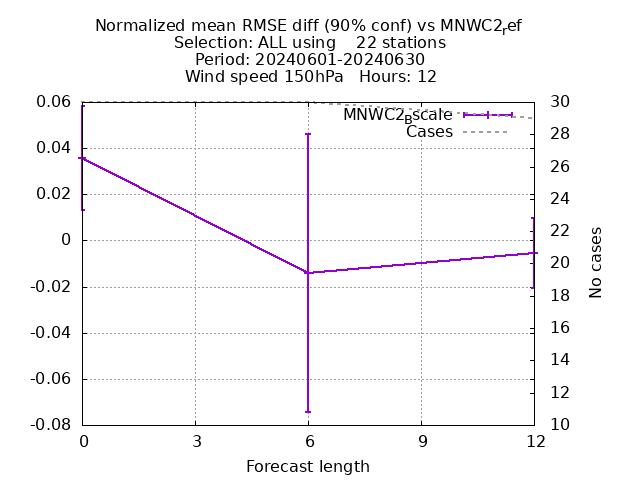 Normalized mean RMSE diff (90% conf) vs MNWC2ref
Selection: ALL using 22 stations
Period: 20240601-20240630
Wind speed 150hPa Hours: 12
MNWC2Bscale
Cases
0.06
0.04
0.02
0
-0.02
-0.04
-0.06
-0.08
30
28
26
24
22
20
18
16
14
12
10
No cases
0 3 6 9 12
Forecast length